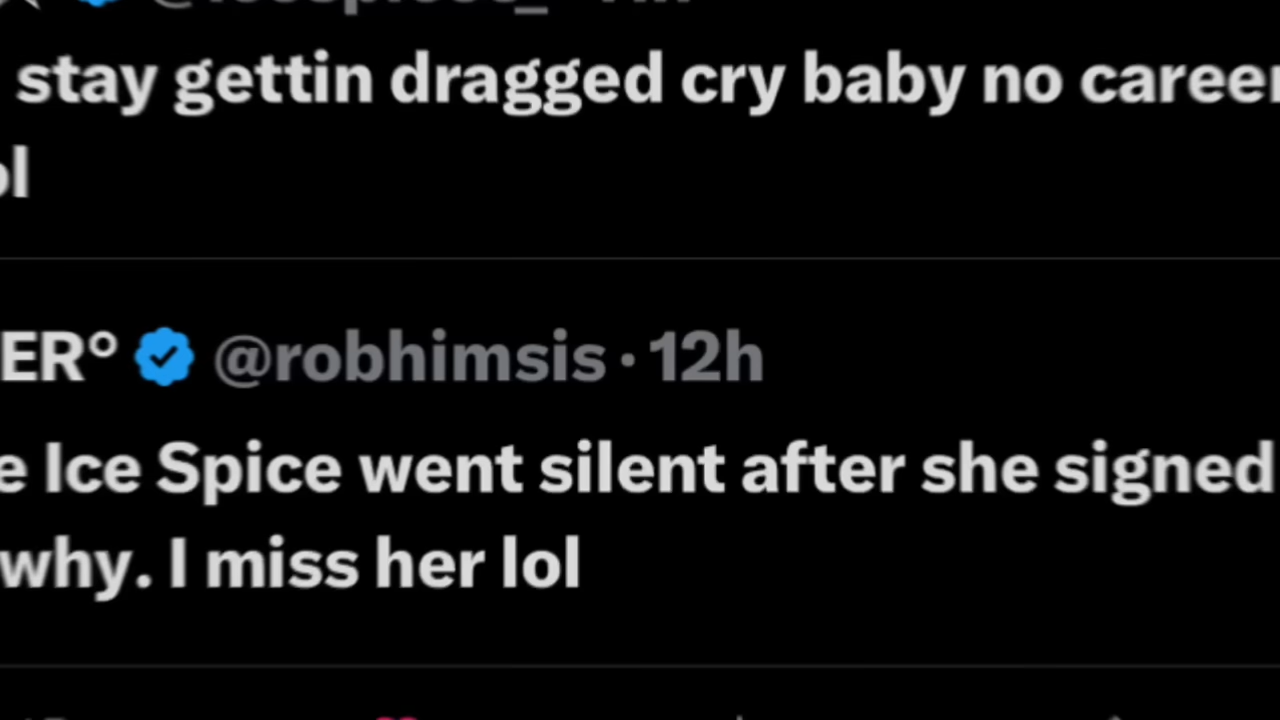 stay gettin dragged cry baby no career
ol
ER° @robhimsis · 12h
e Ice Spice went silent after she signed
why. I miss her lol